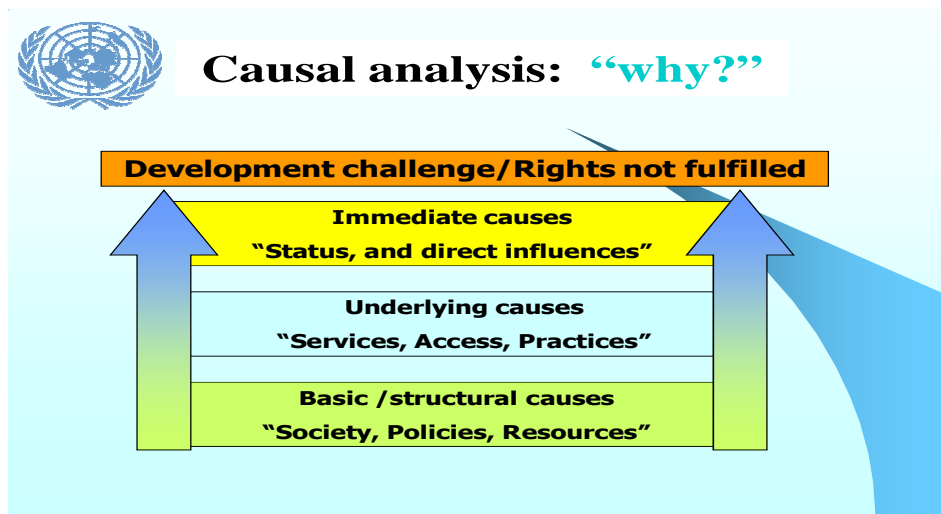 Causal analysis: “why?”
Development challenge/Rights not fulfilled
Immediate causes
“Status, and direct influences”
Underlying causes
“Services, Access, Practices”
Basic /structural causes
“Society, Policies, Resources”